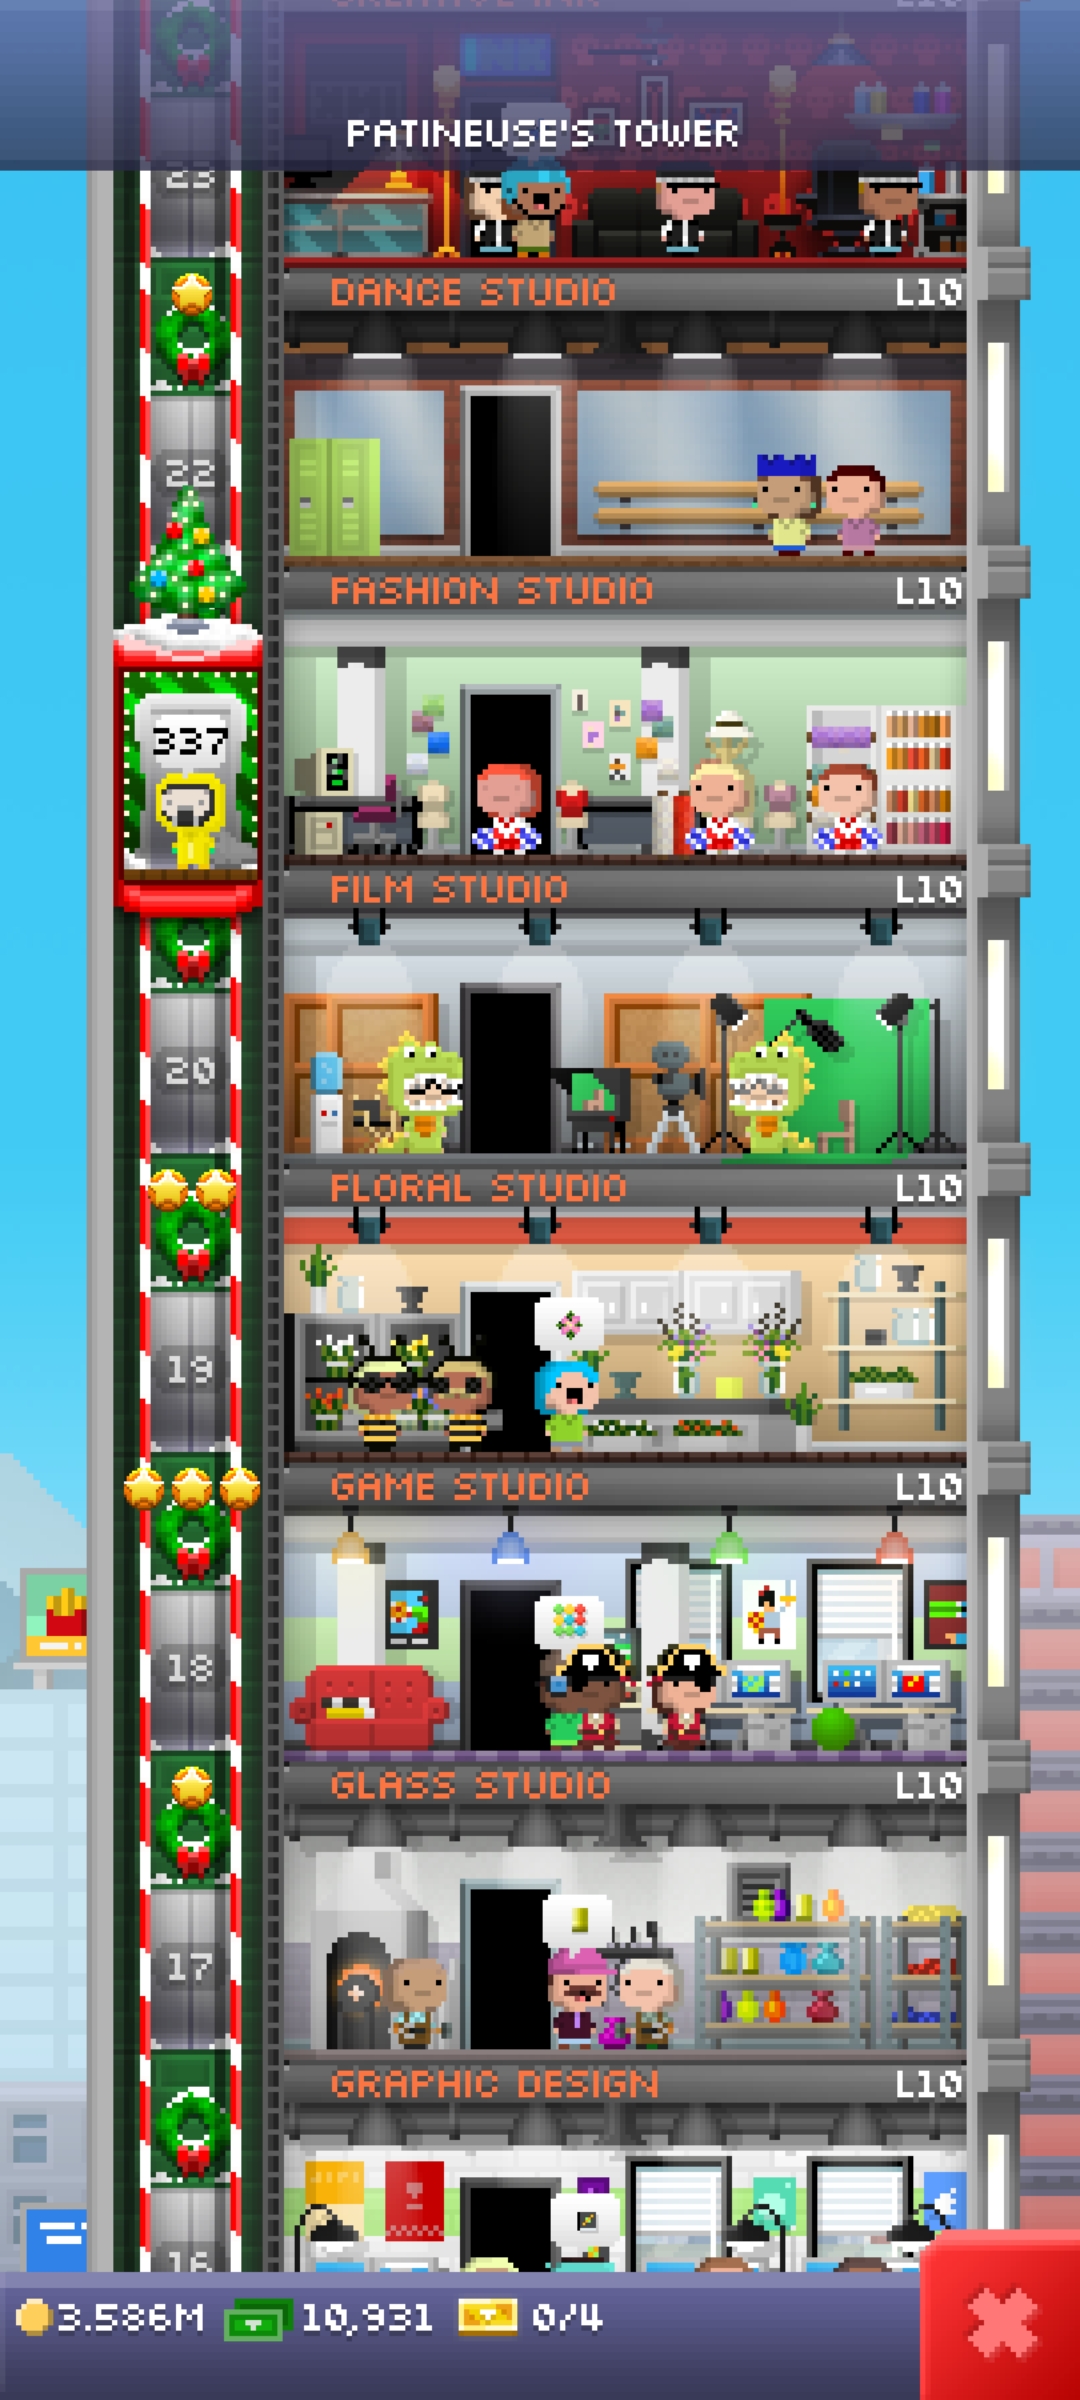 PATINEUSE'S TOWER
23
DANCE STUDIO L10
22
FASHION STUDIO L10
337
FILM STUDIO L10
20
FLORAL STUDIO L10
19
GAME STUDIO L10
18
GLASS STUDIO L10
17
GRAPHIC DESIGN L10
16
3.586M 10,931 0/4